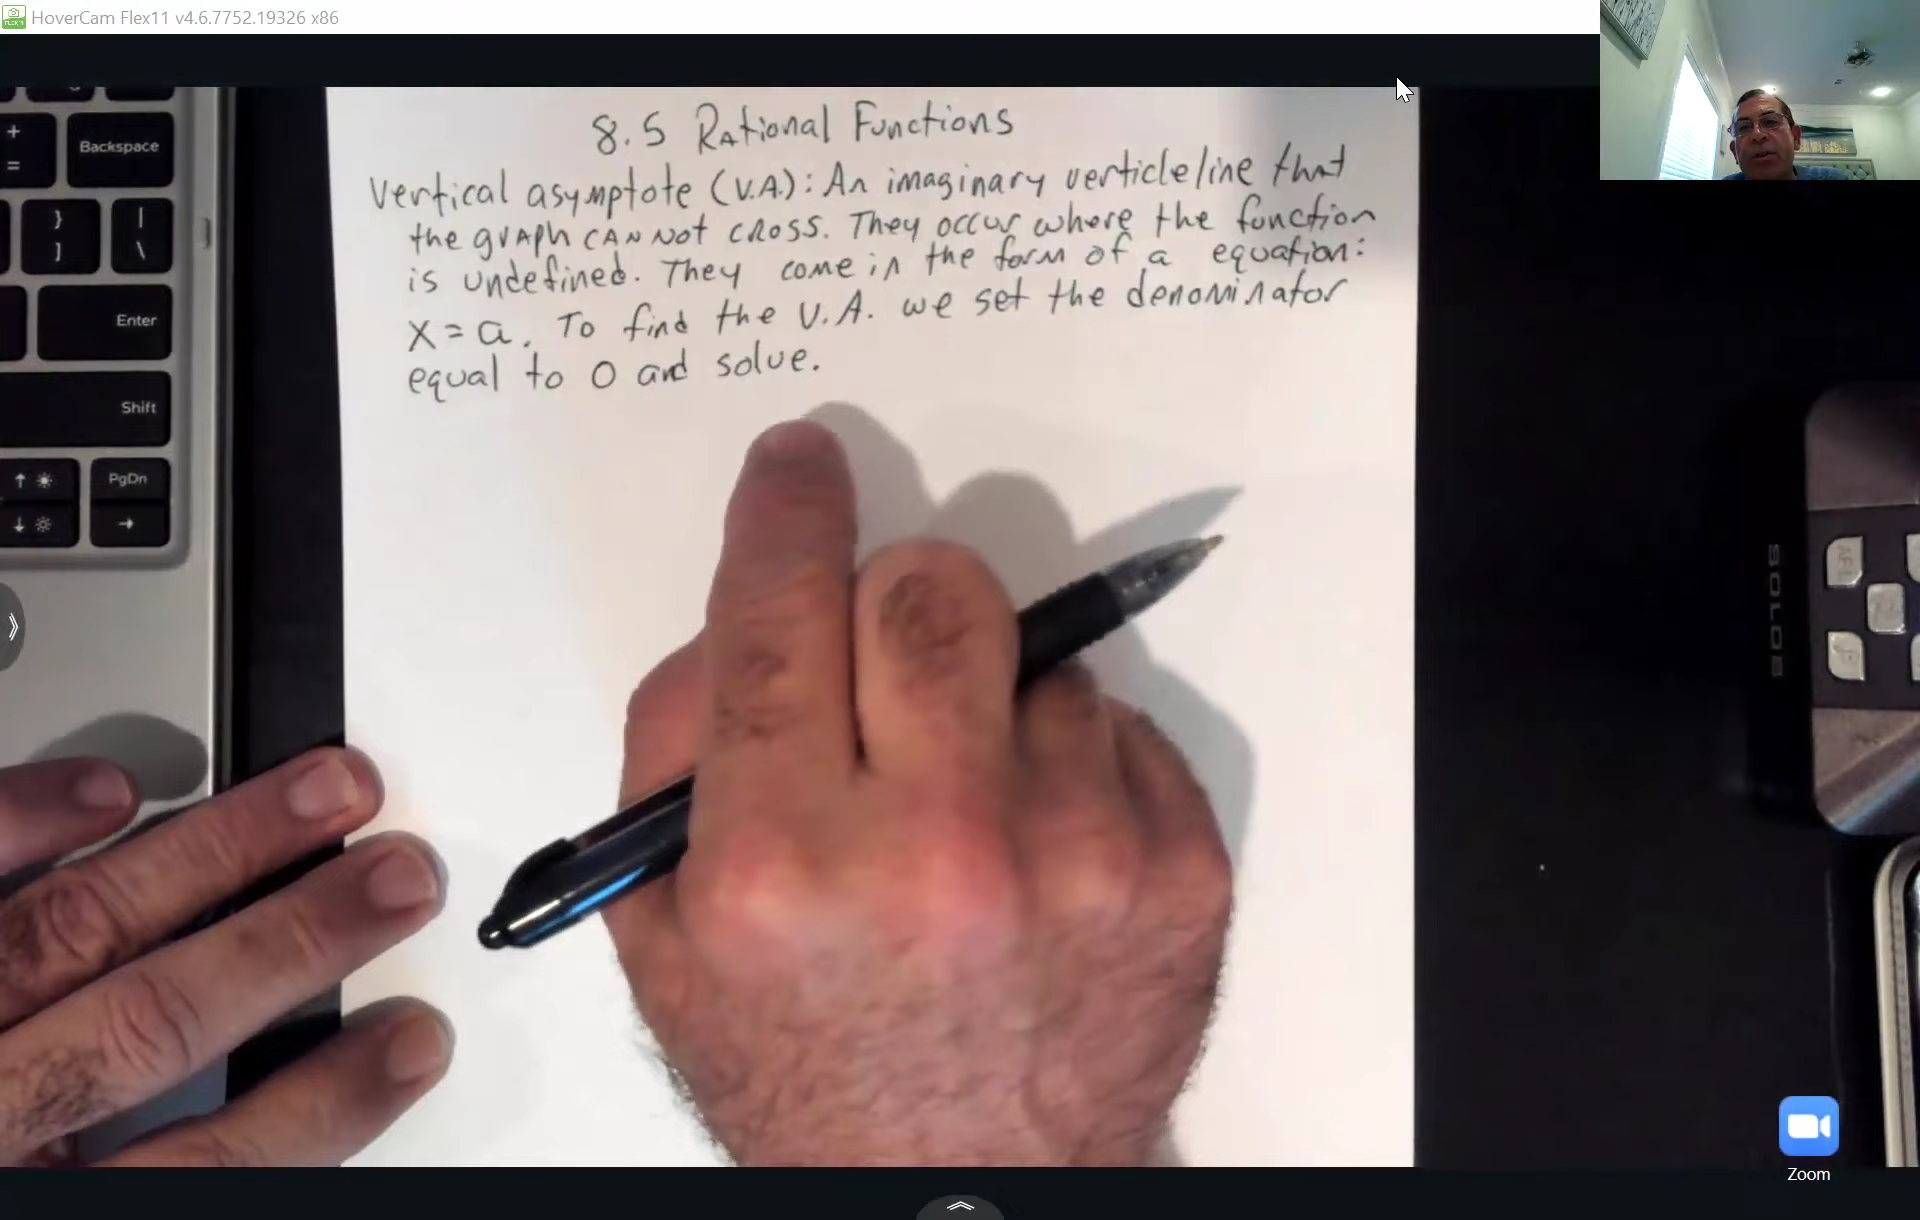 HoverCam Flex11 v4.6.7752.19326 x86
8.5 Rational Functions
Vertical asymptote (V.A.): An imaginary verticle line that
the graph cannot cross. They occur where the function
is undefined. They come in the form of a equation:
x = a. To find the V.A. we set the denominator
equal to 0 and solve.
+
=
Backspace
}
]
|
\
Enter
Shift
PgDn
Zoom